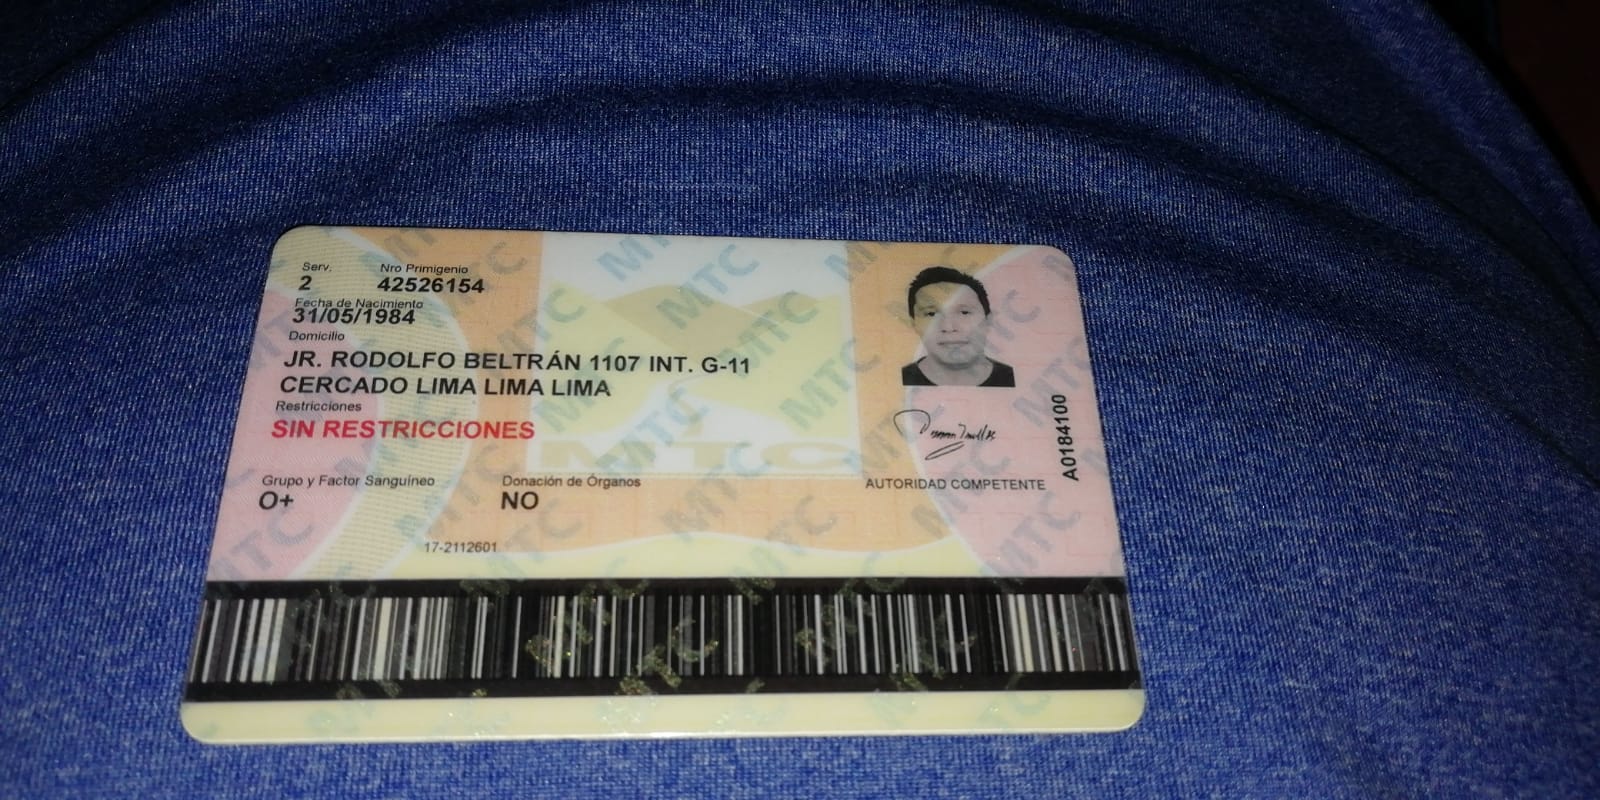 Serv. Nro Primigenio
2 42526154
Fecha de Nacimiento
31/05/1984
Domicilio
JR. RODOLFO BELTRÁN 1107 INT. G-11
CERCADO LIMA LIMA LIMA
Restricciones
SIN RESTRICCIONES
Grupo y Factor Sanguíneo Donación de Órganos
O+ NO
17-2112601
AUTORIDAD COMPETENTE
A0184100
MTC